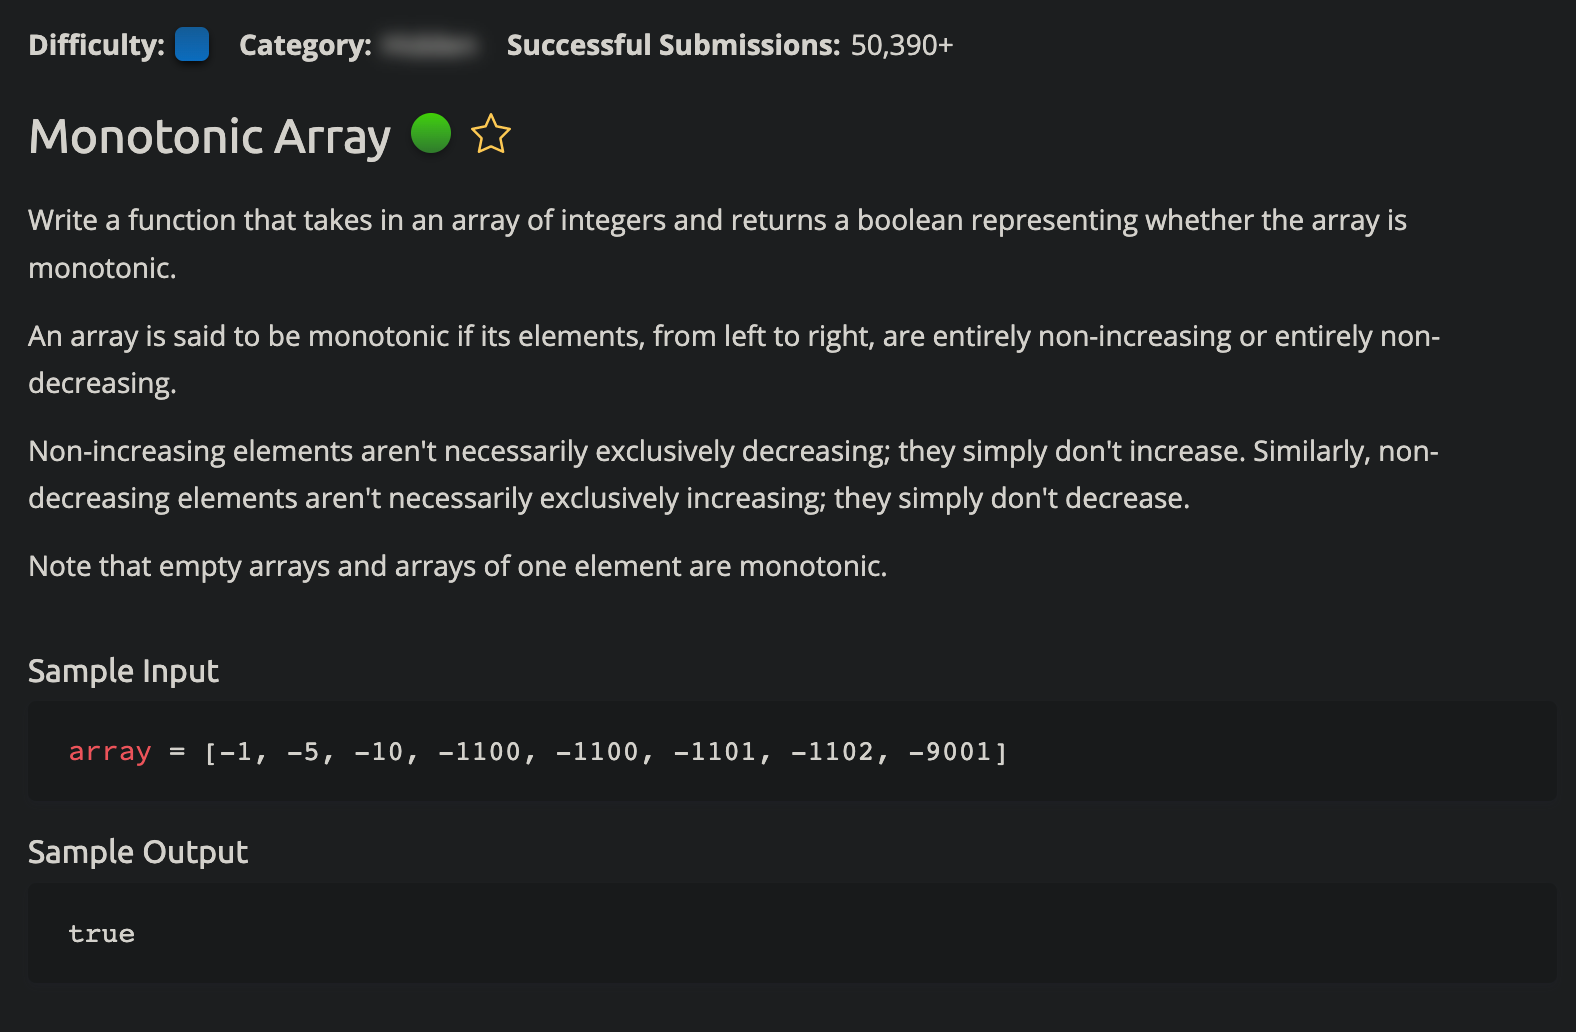 Difficulty: Category: Successful Submissions: 50,390+
Monotonic Array
Write a function that takes in an array of integers and returns a boolean representing whether the array is
monotonic.
An array is said to be monotonic if its elements, from left to right, are entirely non-increasing or entirely non-
decreasing.
Non-increasing elements aren't necessarily exclusively decreasing; they simply don't increase. Similarly, non-
decreasing elements aren't necessarily exclusively increasing; they simply don't decrease.
Note that empty arrays and arrays of one element are monotonic.
Sample Input
array = [-1, -5, -10, -1100, -1100, -1101, -1102, -9001]
Sample Output
true